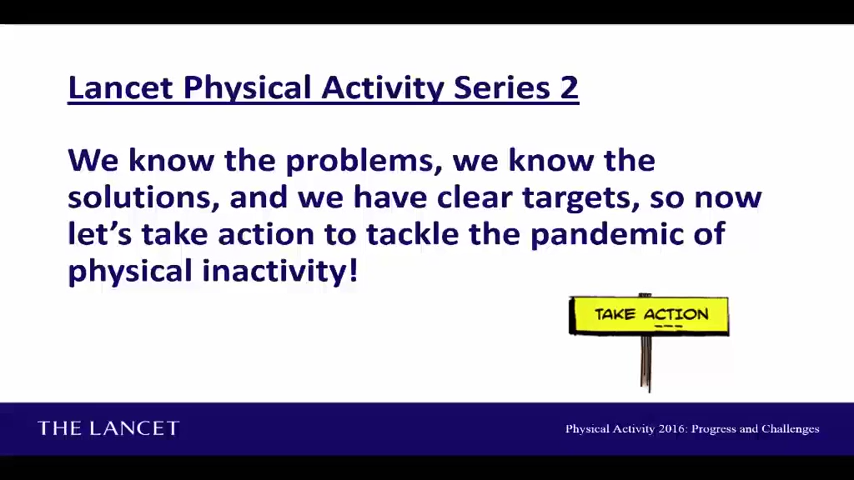 Lancet Physical Activity Series 2
We know the problems, we know the
solutions, and we have clear targets, so now
let's take action to tackle the pandemic of
physical inactivity!
TAKE ACTION
THE LANCET
Physical Activity 2016: Progress and Challenges